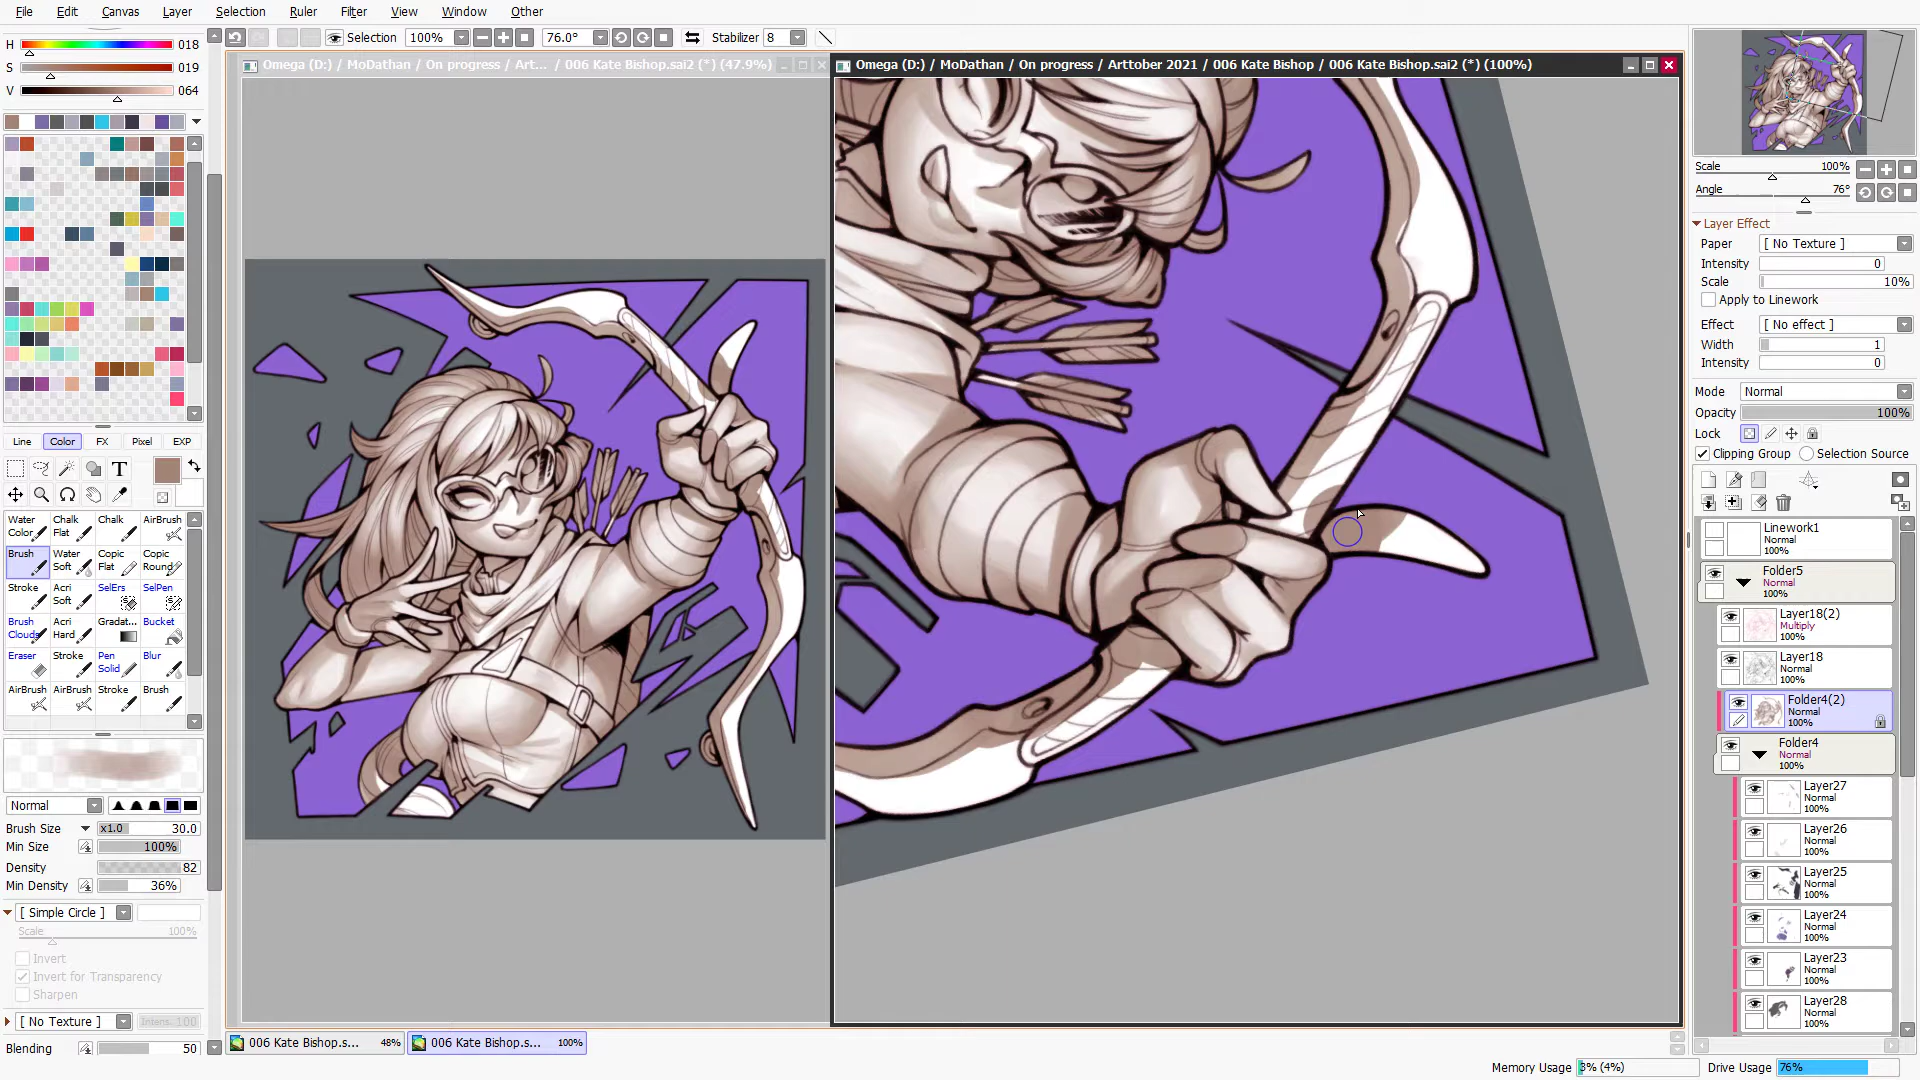 File Edit Canvas Layer Selection Ruler Filter View Window Other
H 018
S 019
V 064
Selection 100% 76.0° Stabilizer 8
Omega (D:) / MoDathan / On progress / Art... / 006 Kate Bishop.sai2 (*) (47.9%)
Omega (D:) / MoDathan / On progress / Arttober 2021 / 006 Kate Bishop / 006 Kate Bishop.sai2 (*) (100%)
Line Color FX Pixel EXP
T
Water Color
Chalk Flat
Chalk
AirBrush
Brush
Water Soft
Copic Flat
Copic Round
Stroke
Acri Soft
SelErs
SelPen
Brush Clouds
Acri Hard
Gradat...
Bucket
Eraser
Stroke
Pen Solid
Blur
AirBrush
AirBrush
Stroke
Brush
Normal
Brush Size x1.0 30.0
Min Size 100%
Density 82
Min Density 36%
[ Simple Circle ]
Scale 100%
Invert
Invert for Transparency
Sharpen
[ No Texture ] Intens. 100
Blending 50
006 Kate Bishop.s... 48%
006 Kate Bishop.s... 100%
Memory Usage 3% (4%) Drive Usage 76%
Scale 100%
Angle 76°
Layer Effect
Paper [ No Texture ]
Intensity 0
Scale 10%
Apply to Linework
Effect [ No effect ]
Width 1
Intensity 0
Mode Normal
Opacity 100%
Lock
Clipping Group Selection Source
Linework1
Normal
100%
Folder5
Normal
100%
Layer18(2)
Multiply
100%
Layer18
Normal
100%
Folder4(2)
Normal
100%
Folder4
Normal
100%
Layer27
Normal
100%
Layer26
Normal
100%
Layer25
Normal
100%
Layer24
Normal
100%
Layer23
Normal
100%
Layer28
Normal
100%